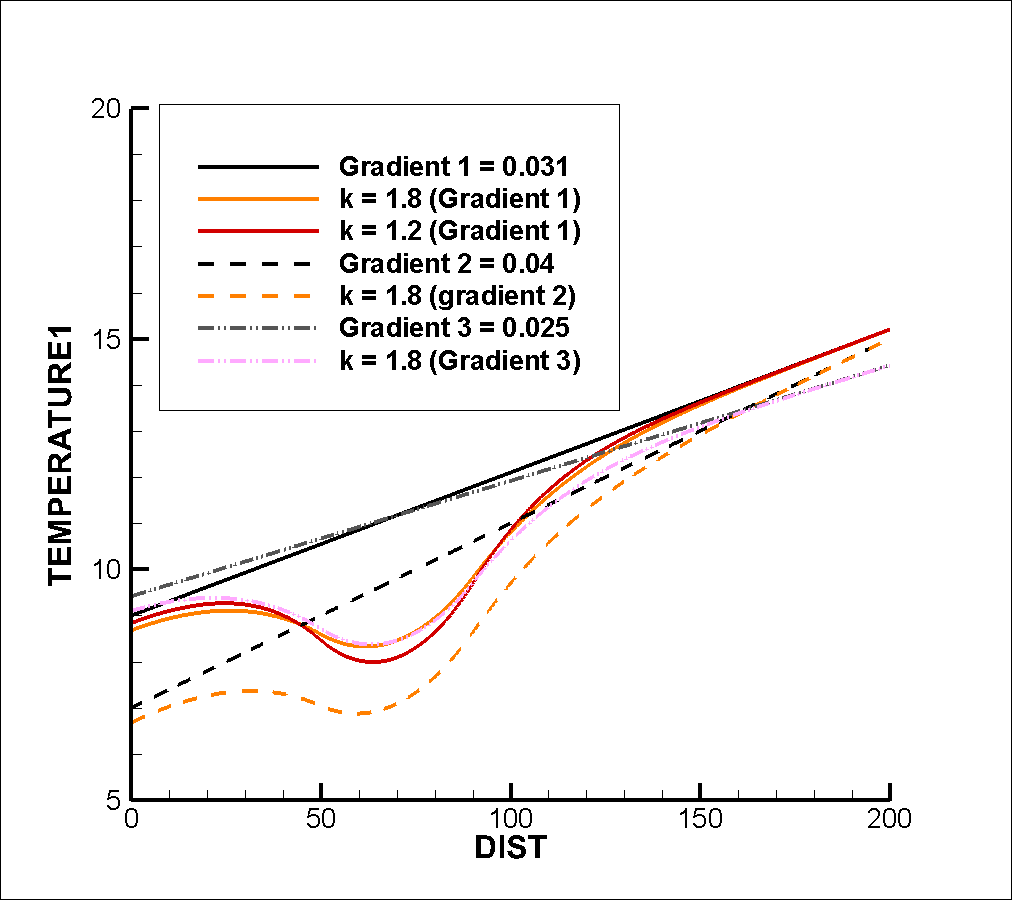 20
Gradient 1 = 0.031
k = 1.8 (Gradient 1)
k = 1.2 (Gradient 1)
Gradient 2 = 0.04
k = 1.8 (gradient 2)
Gradient 3 = 0.025
k = 1.8 (Gradient 3)
15
TEMPERATURE1
10
5
0 50 100 150 200
DIST